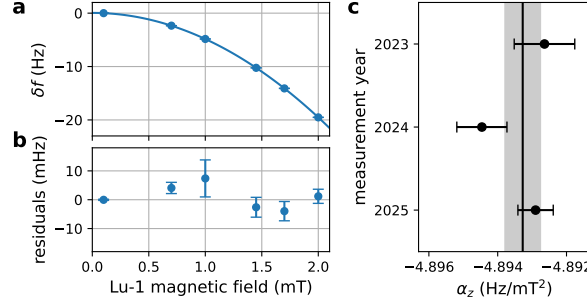 a
δf (Hz)
0
−10
−20
b
residuals (mHz)
10
0
−10
0.0 0.5 1.0 1.5 2.0
Lu-1 magnetic field (mT)
c
measurement year
2023
2024
2025
−4.896 −4.894 −4.892
α_z (Hz/mT²)